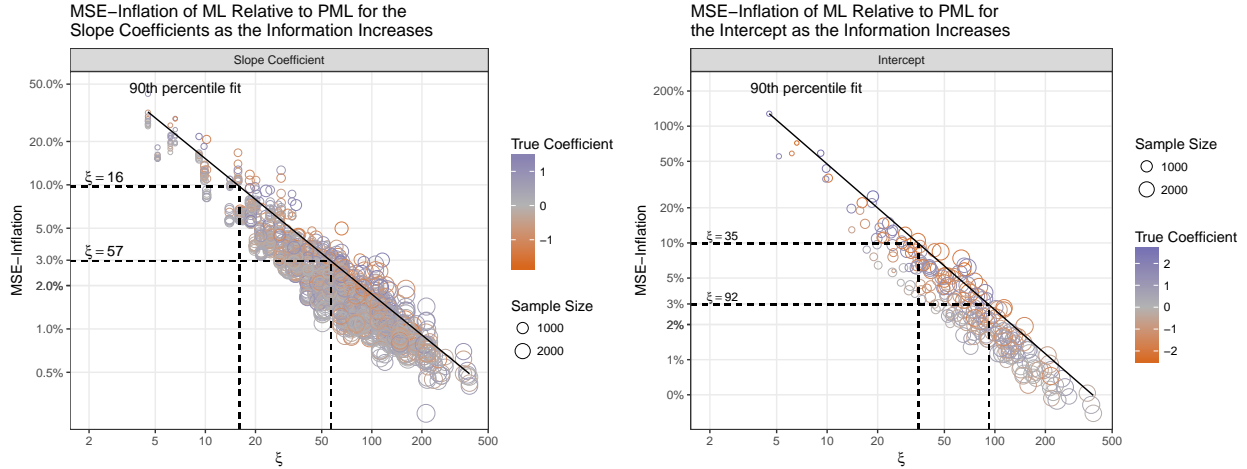 MSE−Inflation of ML Relative to PML for the
Slope Coefficients as the Information Increases
Slope Coefficient
90th percentile fit
ξ = 16
ξ = 57
50.0%
20.0%
10.0%
5.0%
3.0%
2.0%
1.0%
0.5%
MSE−Inflation
2
5
10
20
50
100
200
500
ξ
True Coefficient
1
0
−1
Sample Size
1000
2000
MSE−Inflation of ML Relative to PML for
the Intercept as the Information Increases
Intercept
90th percentile fit
ξ = 35
ξ = 92
200%
100%
50%
20%
10%
5%
3%
2%
1%
0%
MSE−Inflation
2
5
10
20
50
100
200
500
ξ
Sample Size
1000
2000
True Coefficient
2
1
0
−1
−2